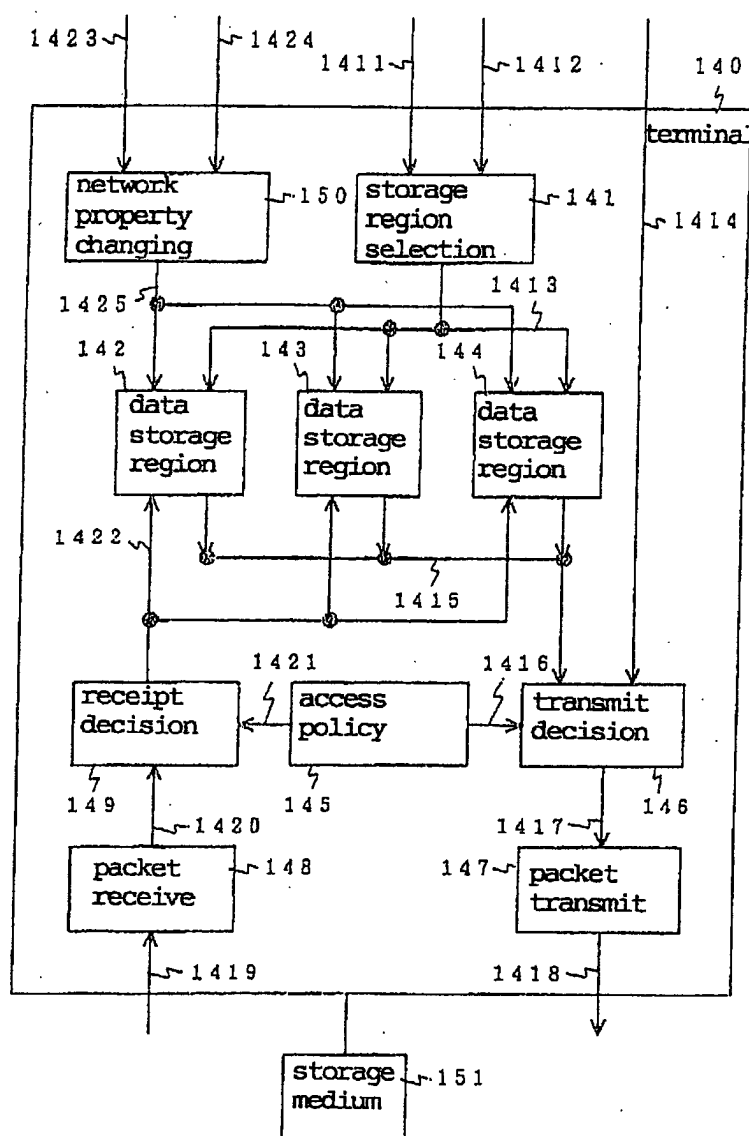 1423
1424
1411
1412
140
terminal
network
property
changing
150
storage
region
selection
141
1414
1425
1413
142
143
144
data
storage
region
data
storage
region
data
storage
region
1422
1415
1421
1416
receipt
decision
access
policy
transmit
decision
149
145
146
1420
1417
packet
receive
148
147
packet
transmit
1419
1418
storage
medium
151